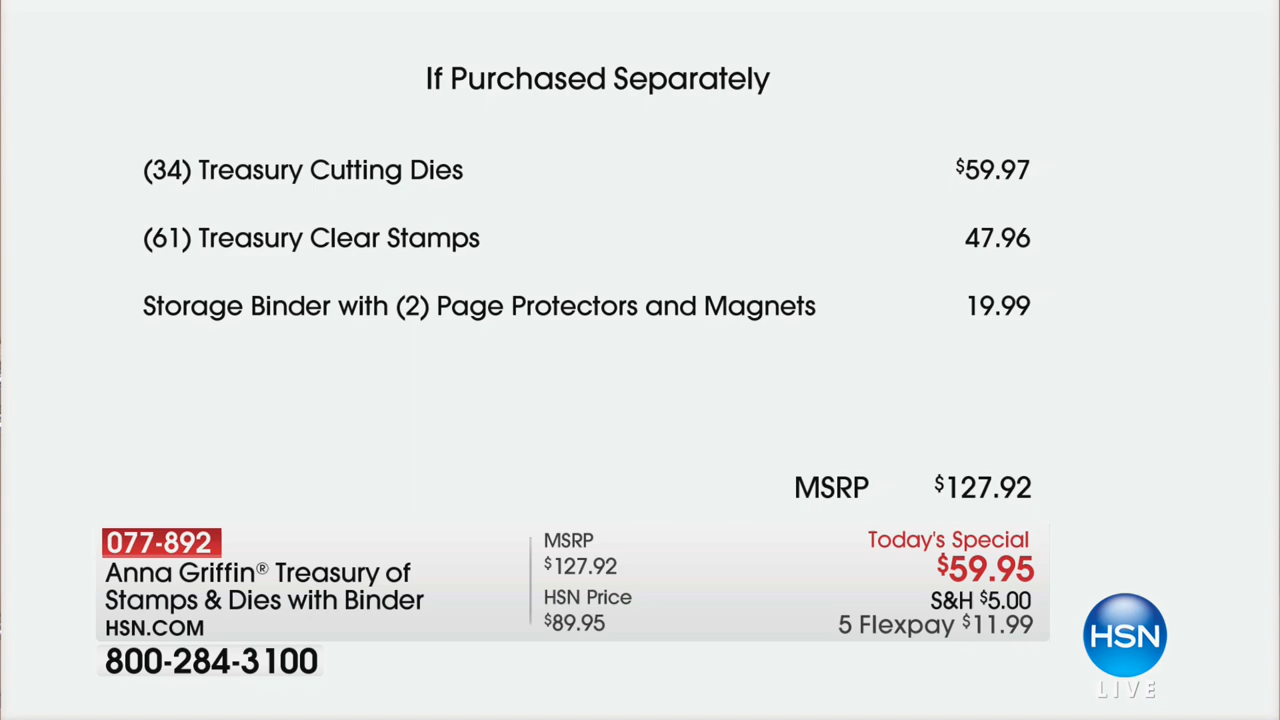 If Purchased Separately
(34) Treasury Cutting Dies $59.97
(61) Treasury Clear Stamps 47.96
Storage Binder with (2) Page Protectors and Magnets 19.99
MSRP $127.92
077-892
Anna Griffin® Treasury of
Stamps & Dies with Binder
HSN.COM
800-284-3100
MSRP
$127.92
HSN Price
$89.95
Today's Special
$59.95
S&H $5.00
5 Flexpay $11.99
HSN
LIVE